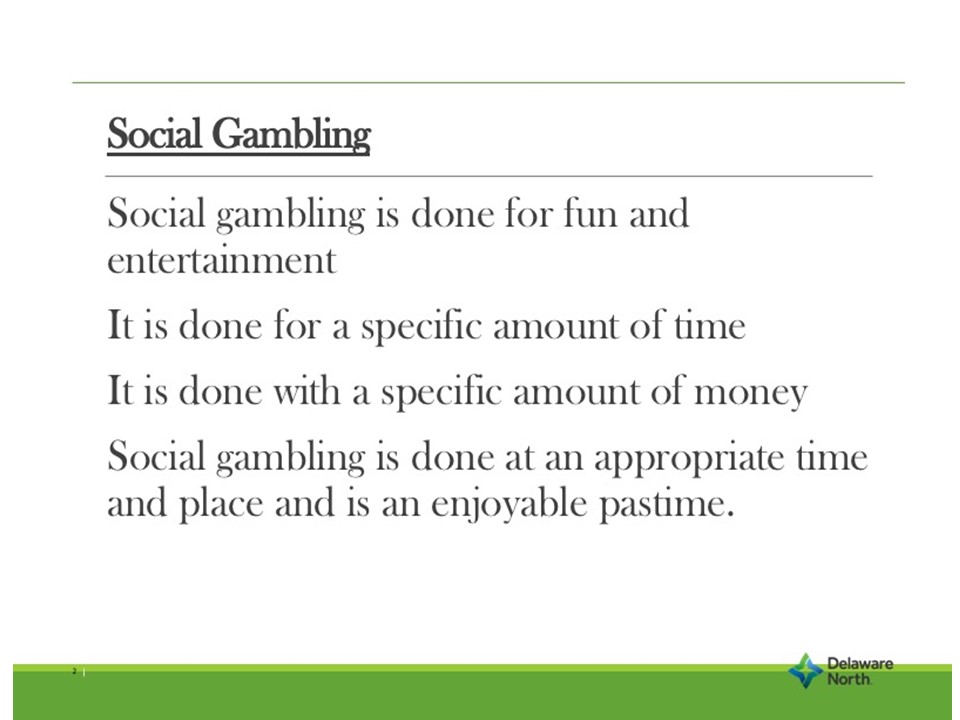 Social Gambling
Social gambling is done for fun and
entertainment
It is done for a specific amount of time
It is done with a specific amount of money
Social gambling is done at an appropriate time
and place and is an enjoyable pastime.
2 |
Delaware
North.